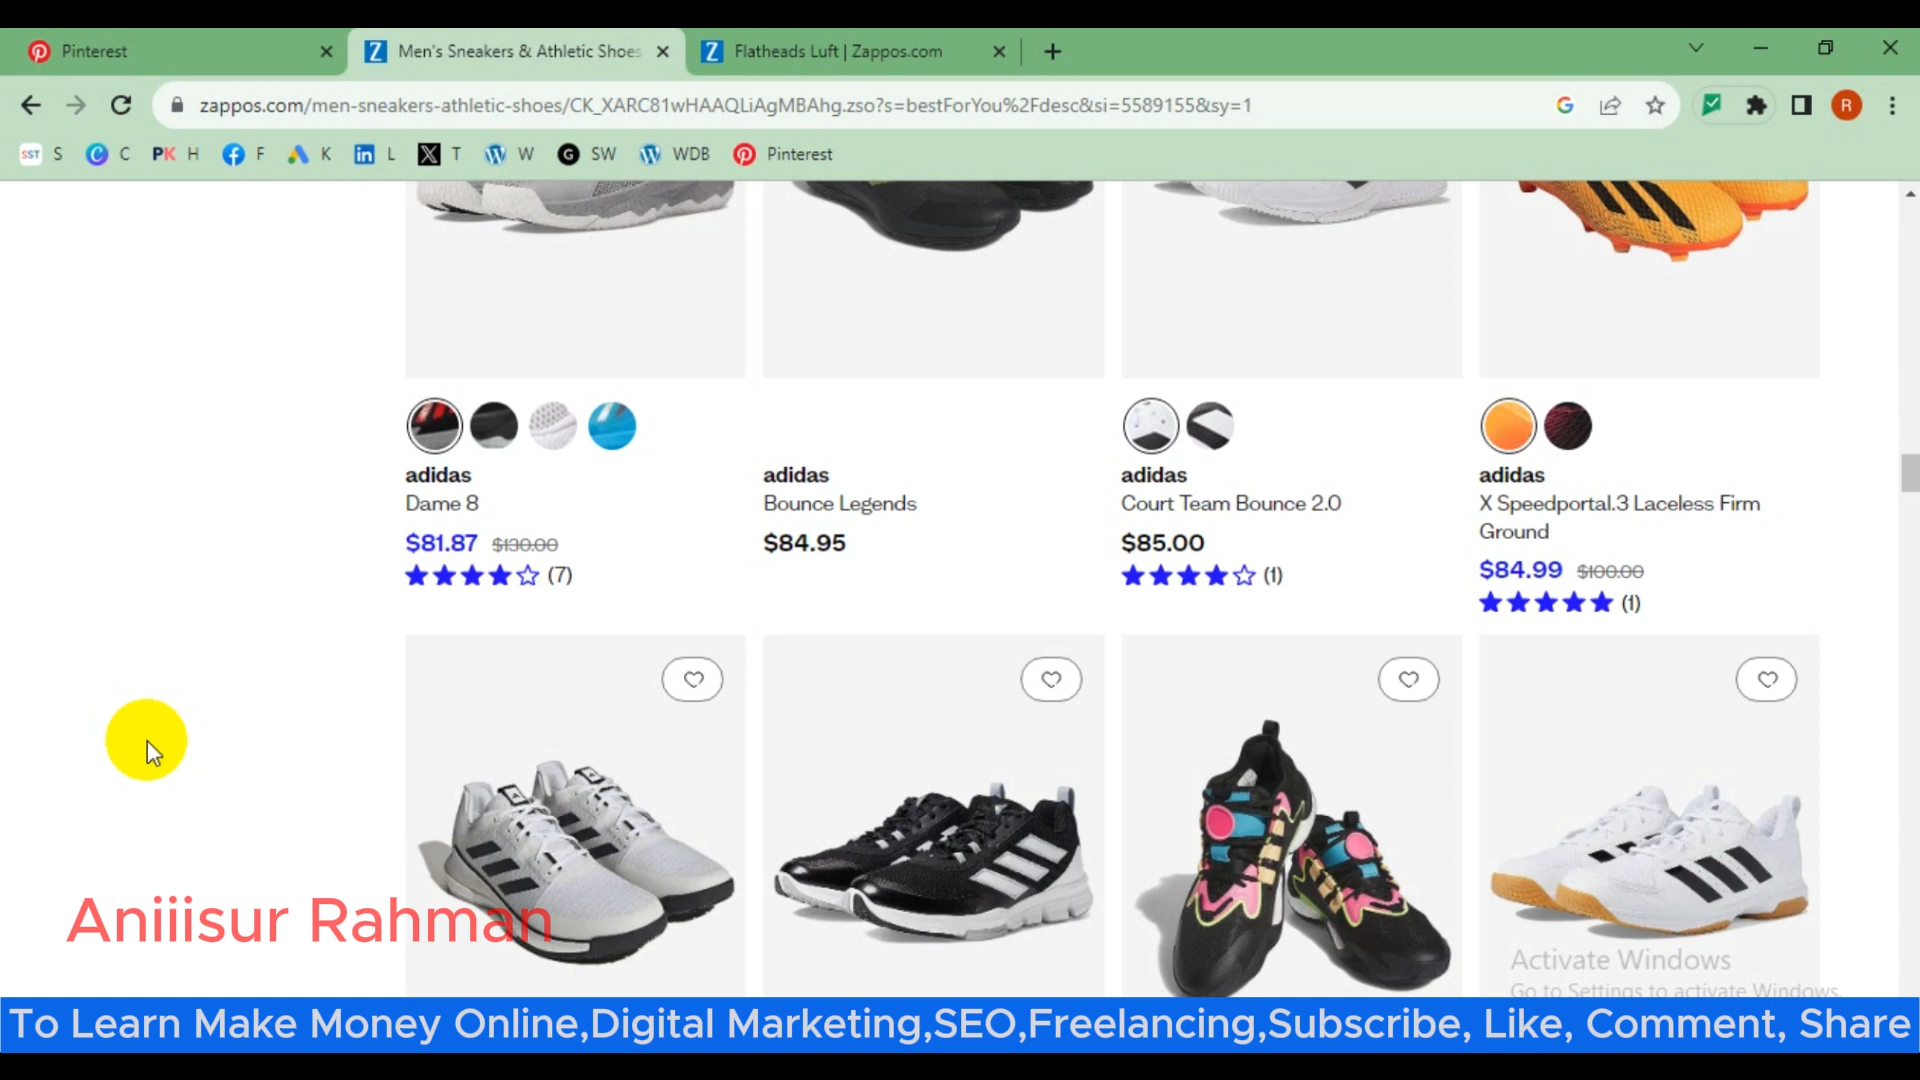 Pinterest
Men's Sneakers & Athletic Shoes
Flatheads Luft | Zappos.com
zappos.com/men-sneakers-athletic-shoes/CK_XARC81wHAAQLiAgMBAhg.zso?s=bestForYou%2Fdesc&si=5589155&sy=1
R
SST S C PK H F K L T W SW WDB Pinterest
adidas
Dame 8
$81.87 $130.00
(7)
adidas
Bounce Legends
$84.95
adidas
Court Team Bounce 2.0
$85.00
(1)
adidas
X Speedportal.3 Laceless Firm
Ground
$84.99 $100.00
(1)
Aniiisur Rahman
Activate Windows
Go to Settings to activate Windows.
To Learn Make Money Online,Digital Marketing,SEO,Freelancing,Subscribe, Like, Comment, Share